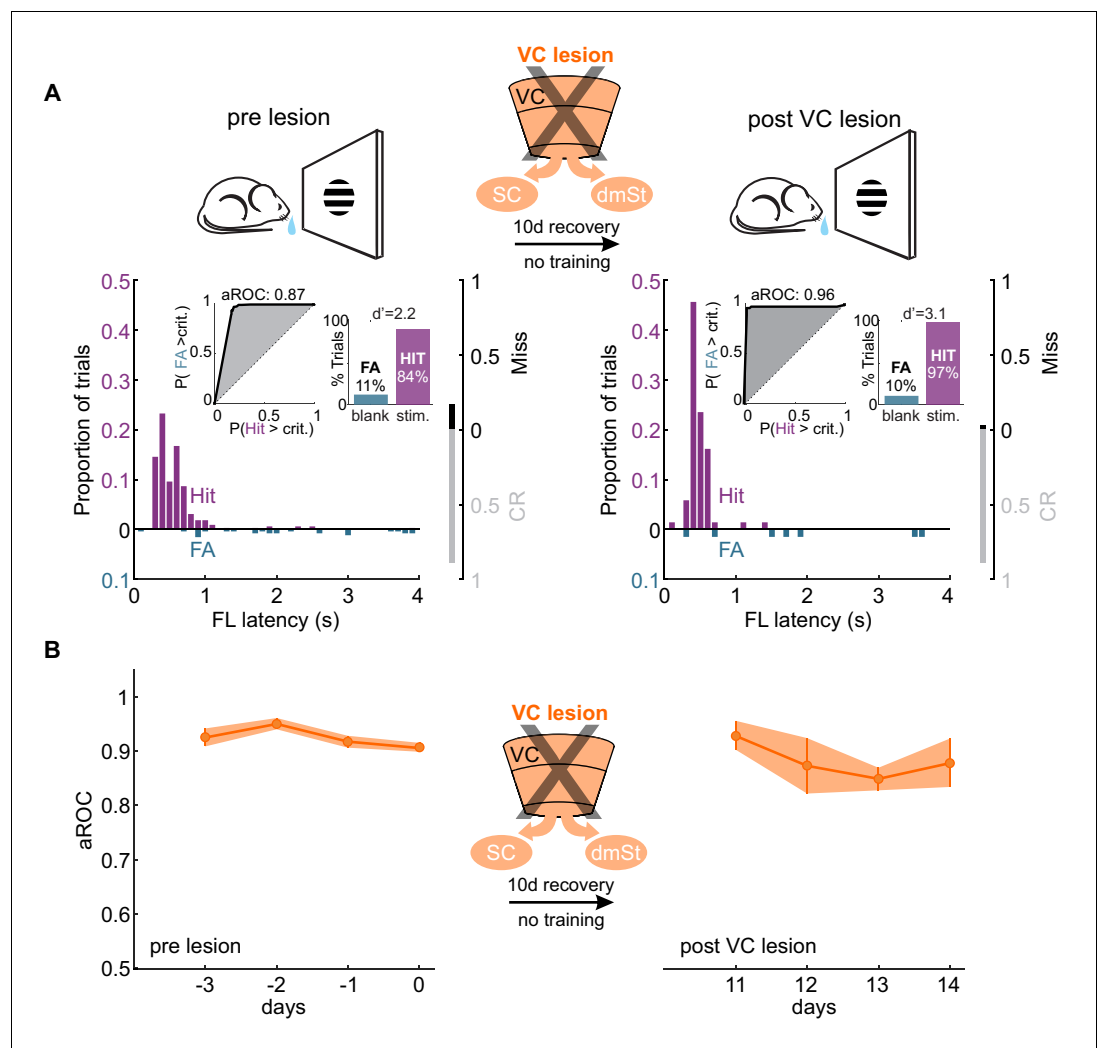 A
VC lesion
VC
SC
dmSt
10d recovery
no training
pre lesion
post VC lesion
0.5
0.4
0.3
0.2
0.1
0
0.1
Proportion of trials
aROC: 0.87
1
0.5
0
P( FA >crit.)
0
0.5
1
P(Hit > crit.)
d'=2.2
100
0
% Trials
FA
11%
HIT
84%
blank
stim.
Hit
FA
0
1
2
3
4
FL latency (s)
1
0.5
0
0.5
1
Miss
CR
0.5
0.4
0.3
0.2
0.1
0
0.1
Proportion of trials
aROC: 0.96
1
0.5
0
P( FA > crit.)
0
0.5
1
P(Hit > crit.)
d'=3.1
100
0
% Trials
FA
10%
HIT
97%
blank
stim.
Hit
FA
0
1
2
3
4
FL latency (s)
1
0.5
0
0.5
1
Miss
CR
B
1
0.9
0.8
0.7
0.6
0.5
aROC
pre lesion
-3
-2
-1
0
days
VC lesion
VC
SC
dmSt
10d recovery
no training
post VC lesion
11
12
13
14
days